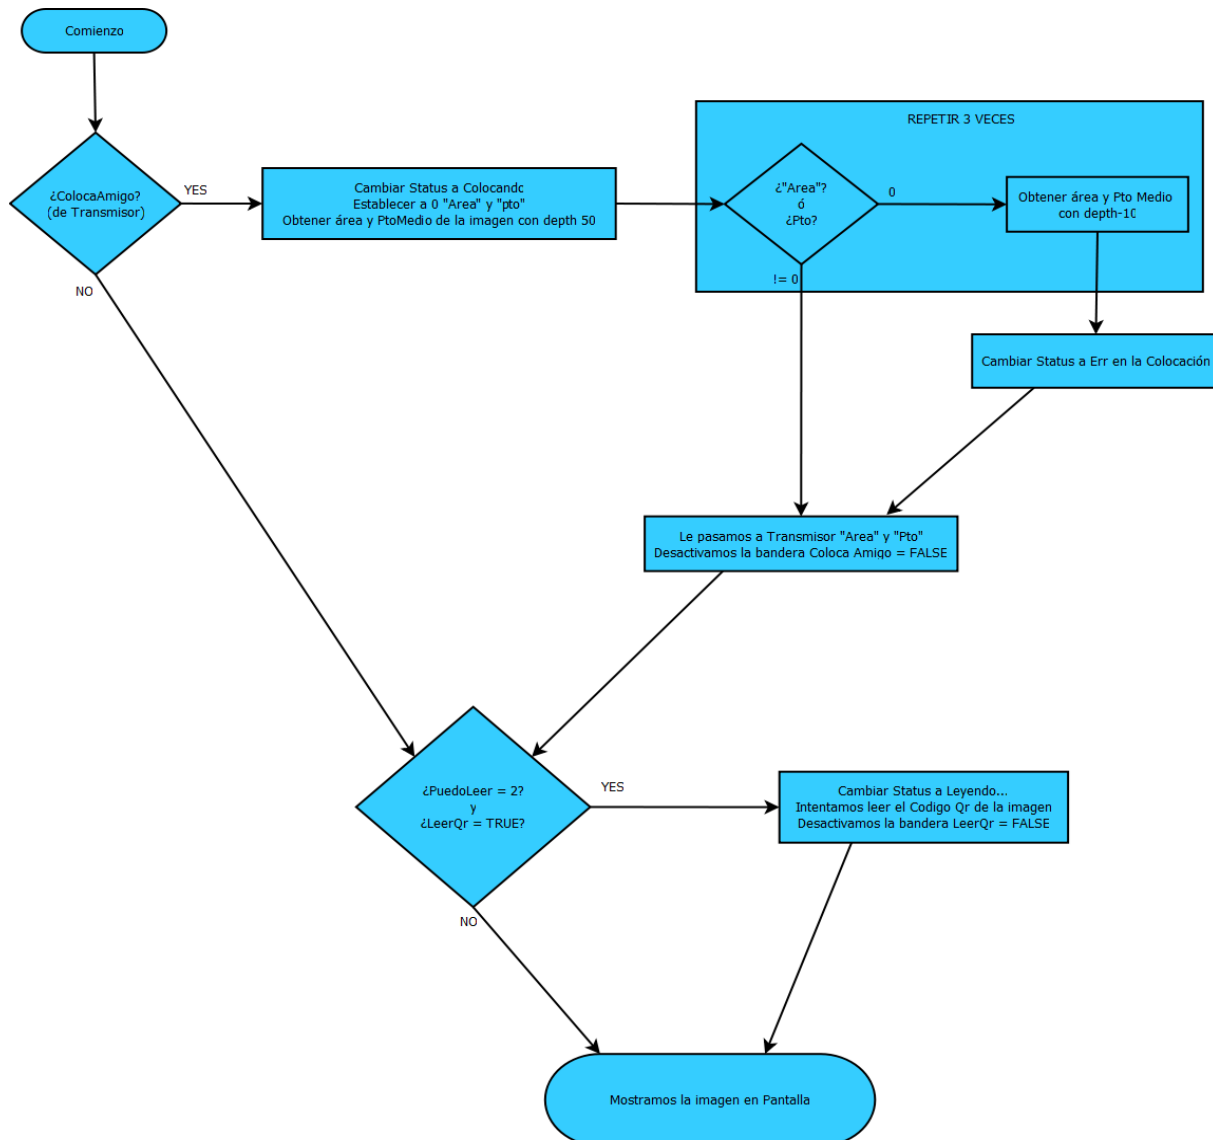 Comienzo
¿ColocaAmigo?
(de Transmisor)
YES
NO
Cambiar Status a Colocando
Establecer a 0 "Area" y "pto"
Obtener área y PtoMedio de la imagen con depth 50
REPETIR 3 VECES
¿"Area"?
ó
¿Pto?
0
!= 0
Obtener área y Pto Medio
con depth-10
Cambiar Status a Err en la Colocación
Le pasamos a Transmisor "Area" y "Pto"
Desactivamos la bandera Coloca Amigo = FALSE
¿PuedoLeer = 2?
y
¿LeerQr = TRUE?
YES
NO
Cambiar Status a Leyendo...
Intentamos leer el Codigo Qr de la imagen
Desactivamos la bandera LeerQr = FALSE
Mostramos la imagen en Pantalla